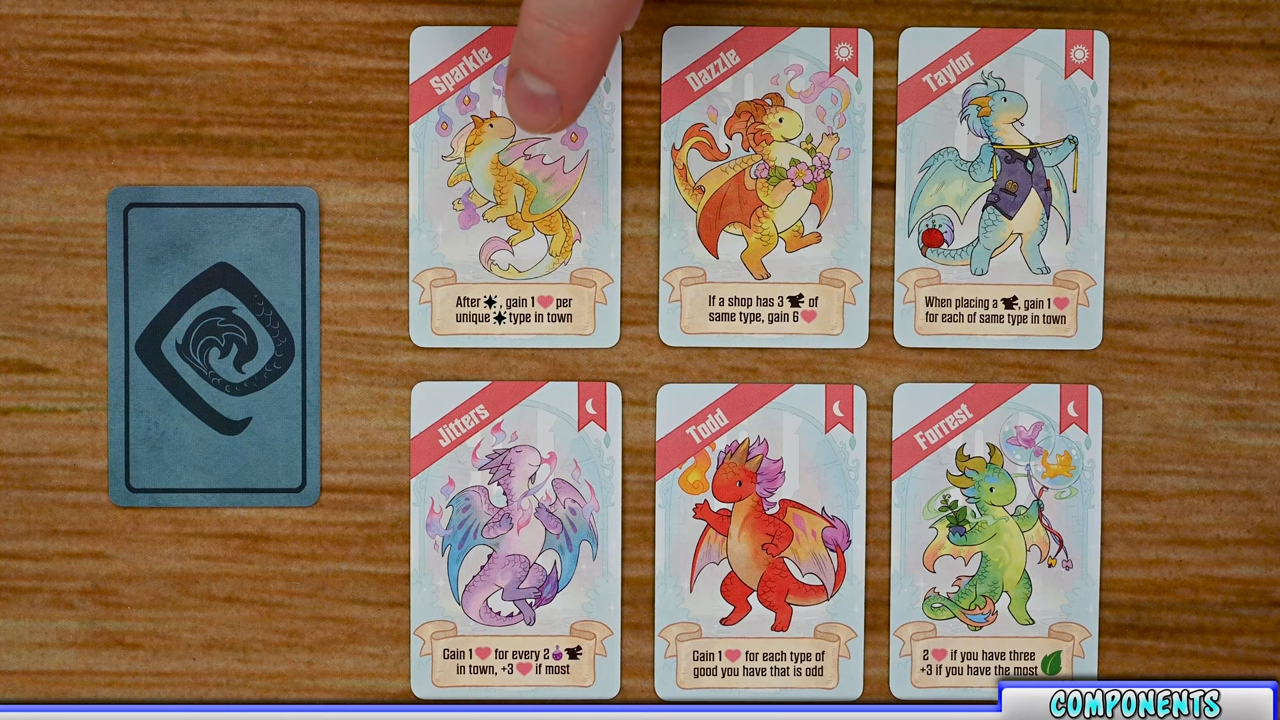 Sparkle
After , gain 1 per
unique type in town
Dazzle
If a shop has 3 of
same type, gain 6
Taylor
When placing a , gain 1
for each of same type in town
Jitters
Gain 1 for every 2
in town, +3 if most
Todd
Gain 1 for each type of
good you have that is odd
Forrest
2 if you have three
+3 if you have the most
COMPONENTS